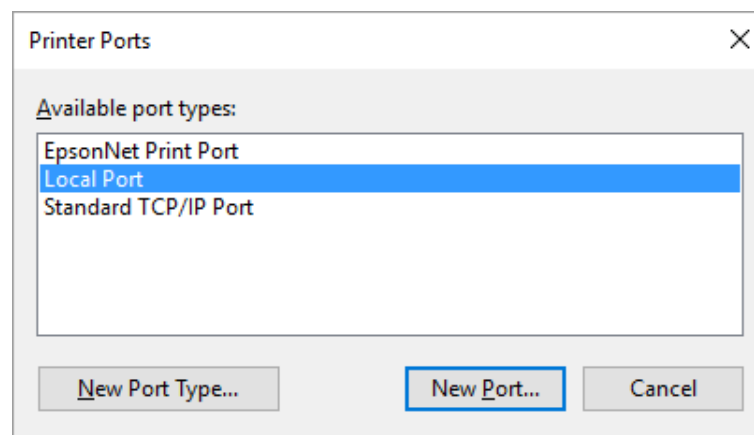 Printer Ports
Available port types:
EpsonNet Print Port
Local Port
Standard TCP/IP Port
New Port Type... New Port... Cancel